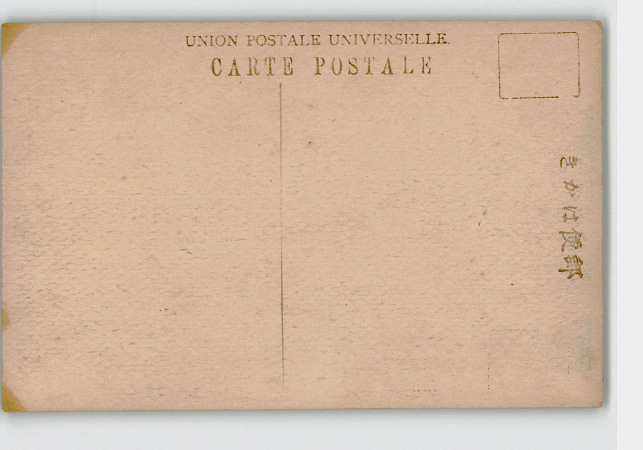 UNION POSTALE UNIVERSELLE.
CARTE POSTALE
郵便はかき